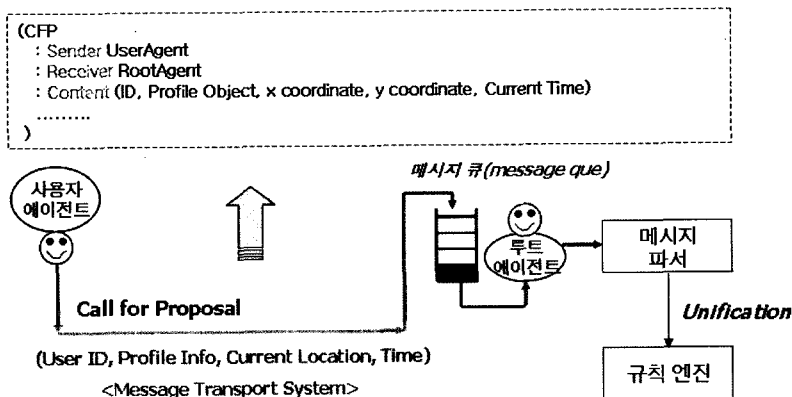 (CFP
: Sender UserAgent
: Receiver RootAgent
: Content (ID, Profile Object, x coordinate, y coordinate, Current Time)
.........
)
메시지 큐(message que)
사용자
에이전트
루트
에이전트
메시지
파서
Call for Proposal
Unification
(User ID, Profile Info, Current Location, Time)
<Message Transport System>
규칙 엔진